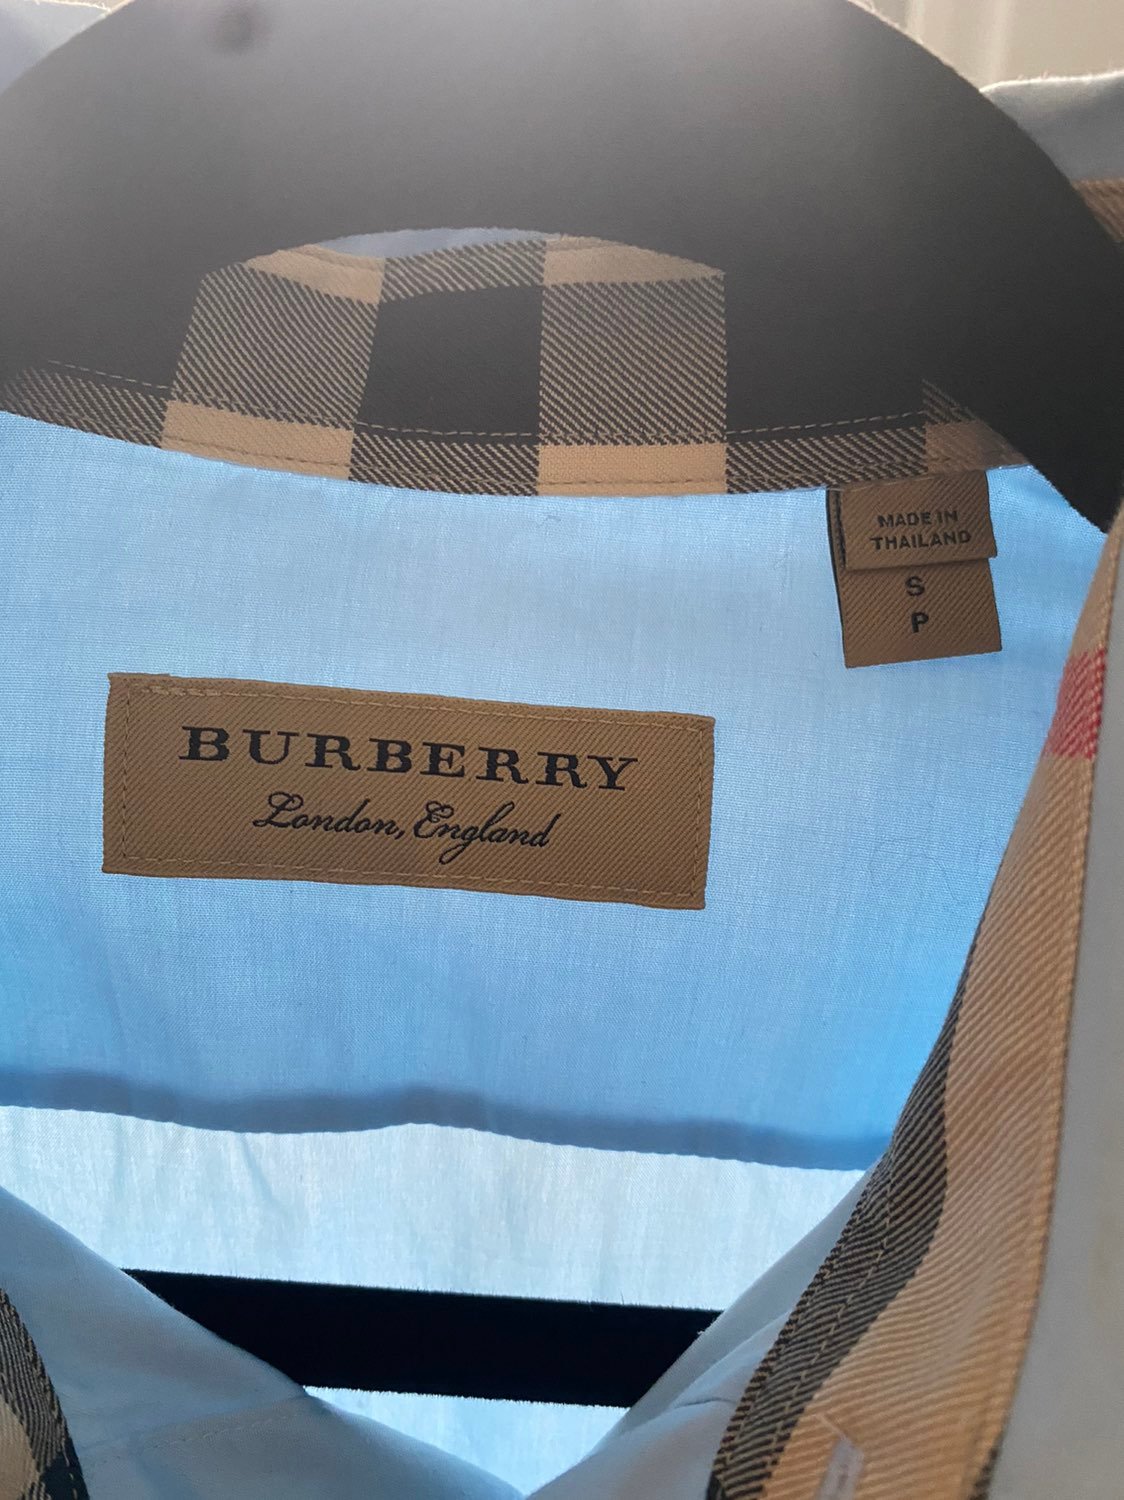 MADE IN
THAILAND
S
P
BURBERRY
London, England